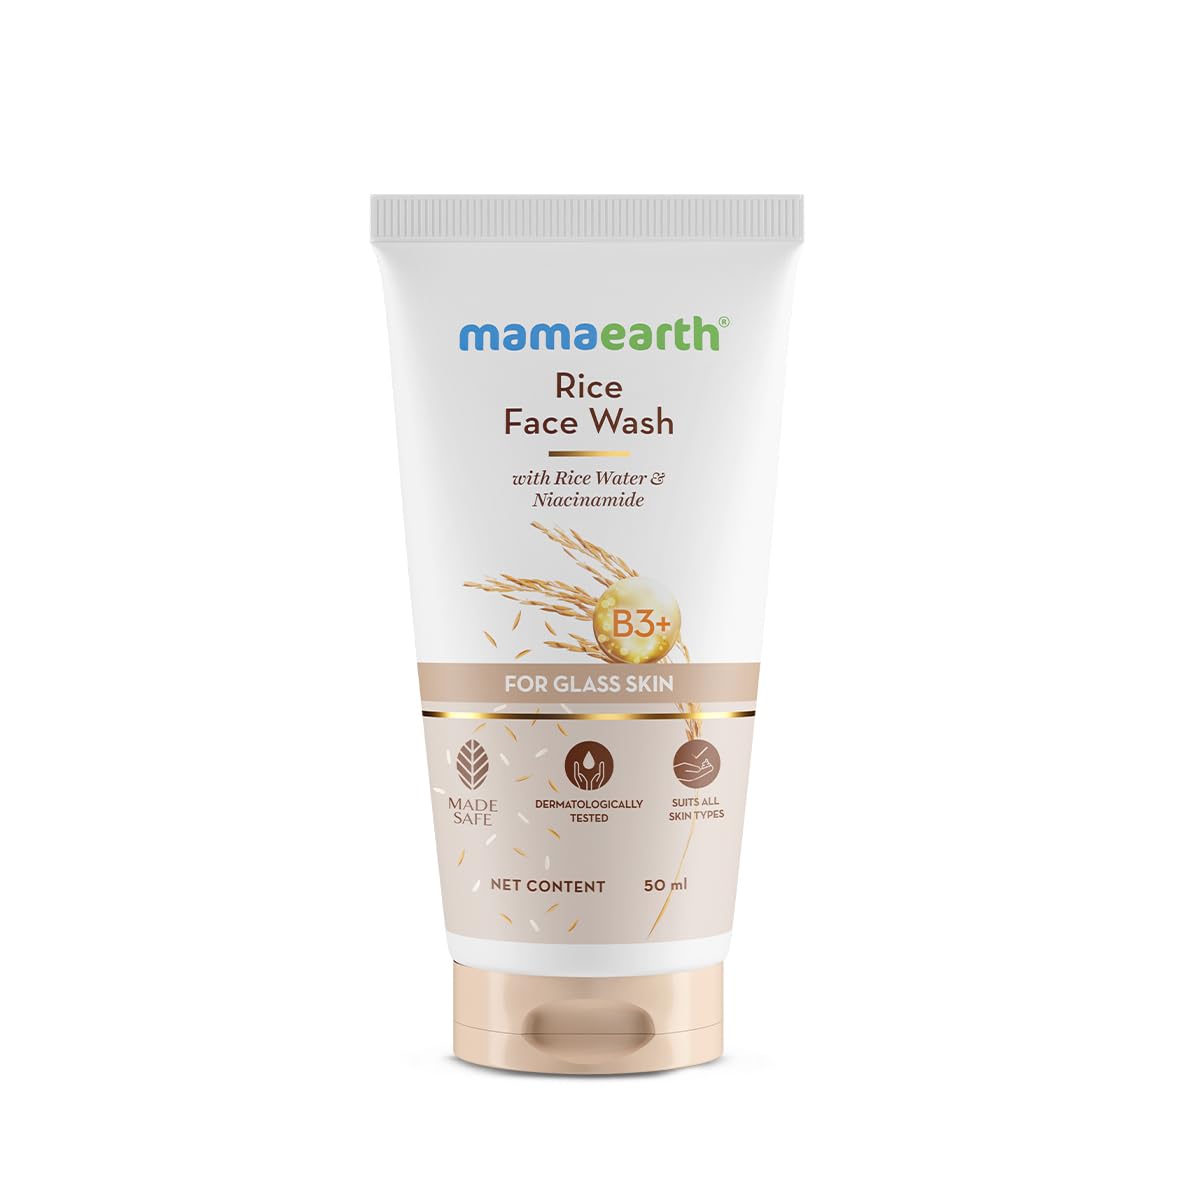 mamaearth®
Rice
Face Wash
with Rice Water &
Niacinamide
B3+
FOR GLASS SKIN
MADE
SAFE
DERMATOLOGICALLY
TESTED
SUITS ALL
SKIN TYPES
NET CONTENT 50 ml